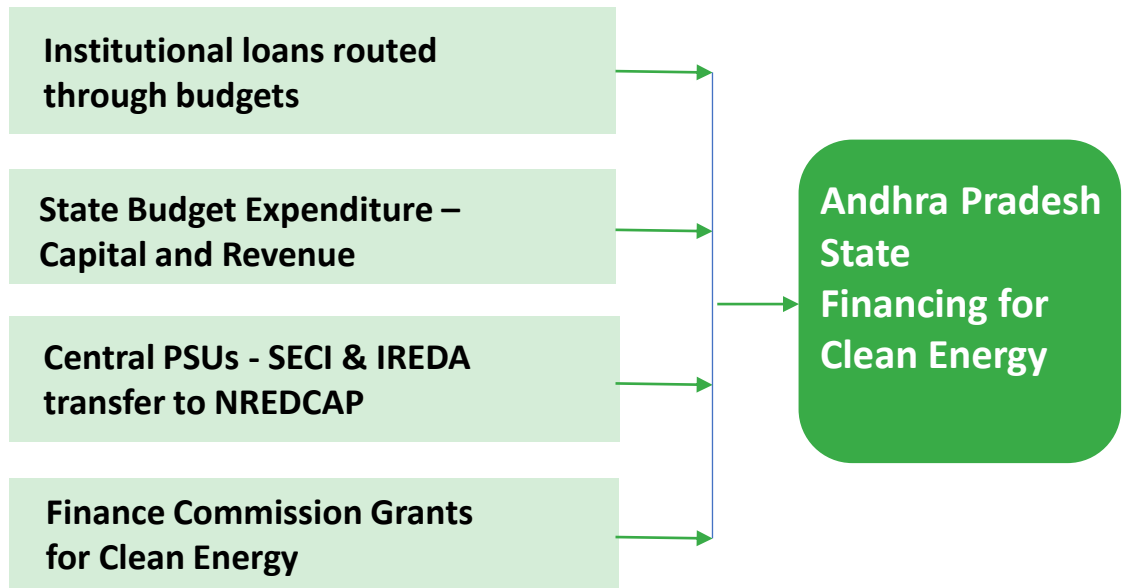 Institutional loans routed
through budgets
State Budget Expenditure –
Capital and Revenue
Central PSUs - SECI & IREDA
transfer to NREDCAP
Finance Commission Grants
for Clean Energy
Andhra Pradesh
State
Financing for
Clean Energy